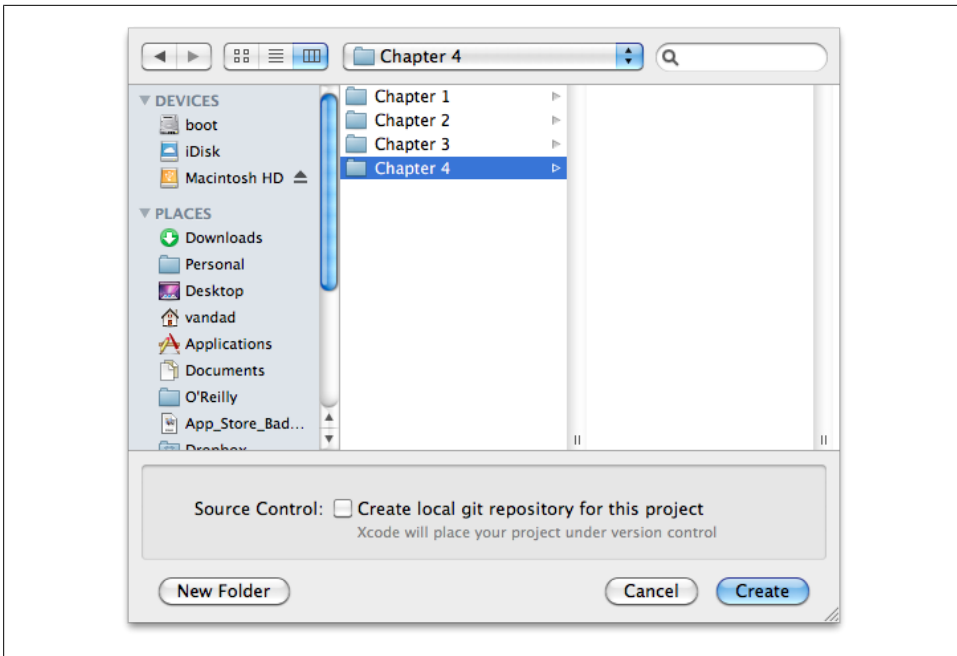 Chapter 4
DEVICES
boot
iDisk
Macintosh HD
PLACES
Downloads
Personal
Desktop
vandad
Applications
Documents
O'Reilly
App_Store_Bad...
Dropbox
Chapter 1
Chapter 2
Chapter 3
Chapter 4
Source Control: Create local git repository for this project
Xcode will place your project under version control
New Folder
Cancel
Create